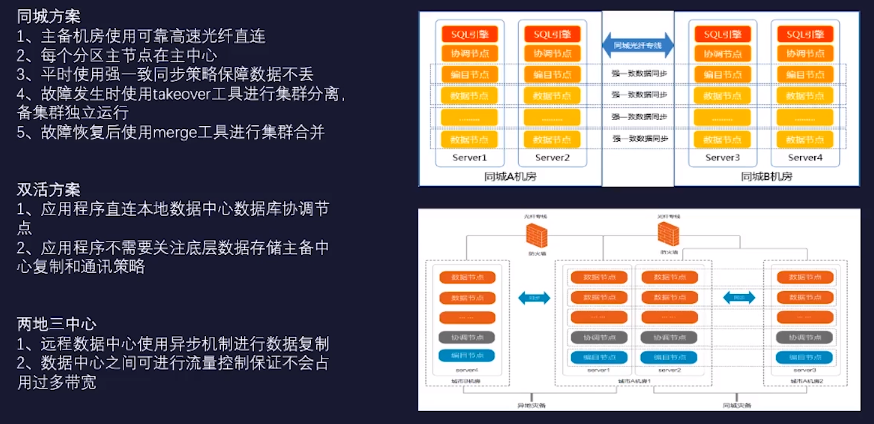 同城方案
1、主备机房使用可靠高速光纤直连
2、每个分区主节点在主中心
3、平时使用强一致同步策略保障数据不丢
4、故障发生时使用takeover工具进行集群分离，
备集群独立运行
5、故障恢复后使用merge工具进行集群合并
双活方案
1、应用程序直连本地数据中心数据库协调节
点
2、应用程序不需要关注底层数据存储主备中
心复制和通讯策略
两地三中心
1、远程数据中心使用异步机制进行数据复制
2、数据中心之间可进行流量控制保证不会占
用过多带宽
SQL引擎 SQL引擎 同城光纤专线 SQL引擎 SQL引擎
协调节点 协调节点 协调节点 协调节点
编目节点 编目节点 强一致数据同步 编目节点 编目节点
数据节点 数据节点 强一致数据同步 数据节点 数据节点
......... ......... 强一致数据同步 ......... .........
数据节点 数据节点 强一致数据同步 数据节点 数据节点
Server1 Server2 Server3 Server4
同城A机房 同城B机房
光纤专线 光纤专线
防火墙 防火墙
数据节点 数据节点 数据节点 数据节点
数据节点 数据节点 数据节点 数据节点
... ... ... ... ... ... ... ...
协调节点 协调节点 协调节点 协调节点
编目节点 编目节点 编目节点 编目节点
server4 server1 server2 server3
城市B机房 城市A机房1 城市A机房2
异地灾备 同城灾备